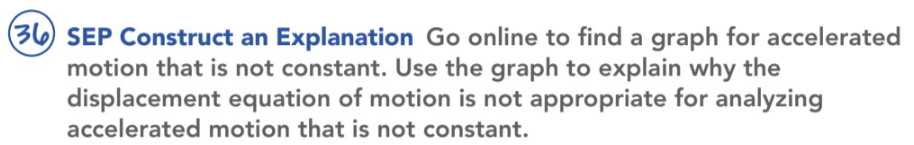 36 SEP Construct an Explanation Go online to find a graph for accelerated
motion that is not constant. Use the graph to explain why the
displacement equation of motion is not appropriate for analyzing
accelerated motion that is not constant.